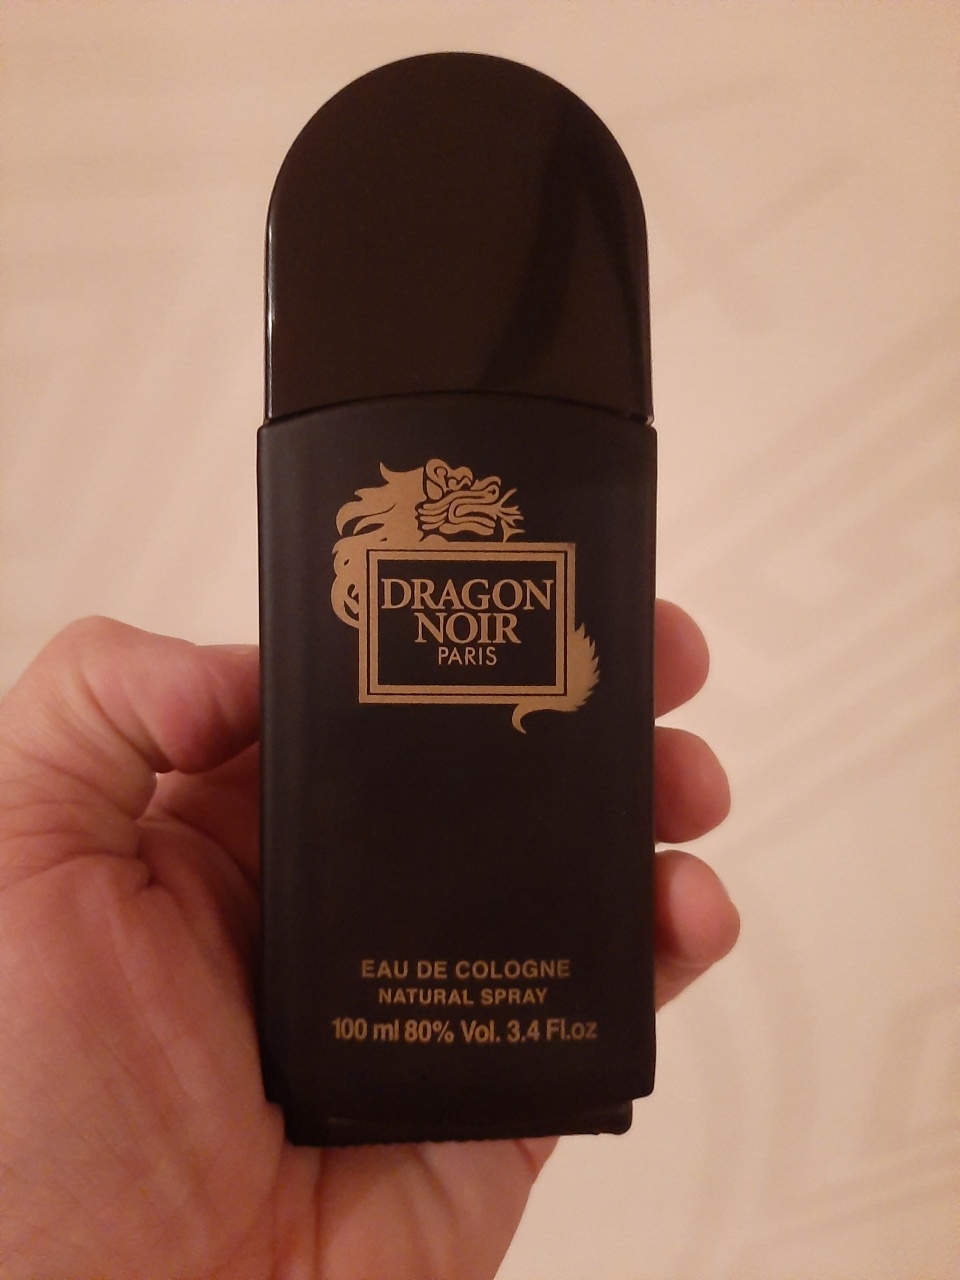 DRAGON
NOIR
PARIS
EAU DE COLOGNE
NATURAL SPRAY
100 ml 80% Vol. 3.4 Fl.oz